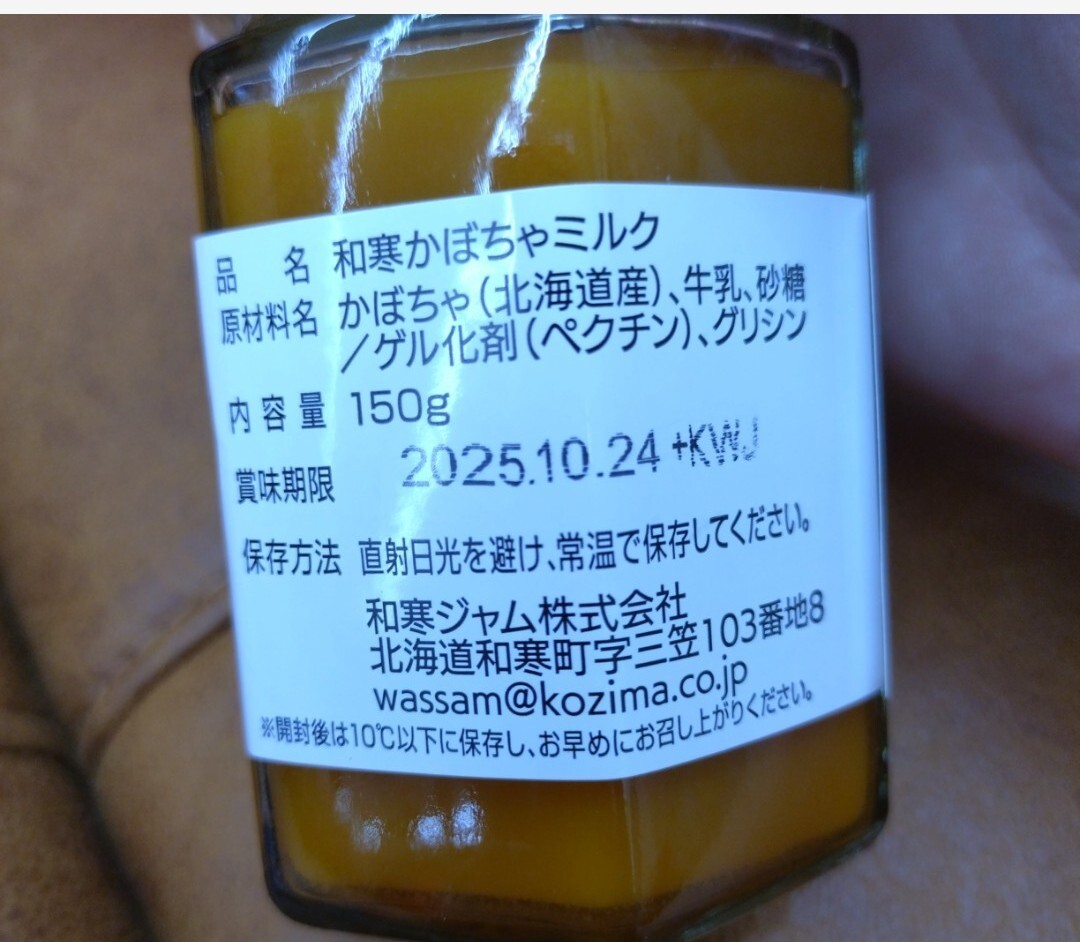 品 名 和寒かぼちゃミルク
原材料名 かぼちゃ(北海道産)、牛乳、砂糖
/ゲル化剤(ペクチン)、グリシン
内容量 150g
賞味期限 2025.10.24 +KWJ
保存方法 直射日光を避け、常温で保存してください。
和寒ジャム株式会社
北海道和寒町字三笠103番地8
wassam@kozima.co.jp
※開封後は10℃以下に保存し、お早めにお召し上がりください。